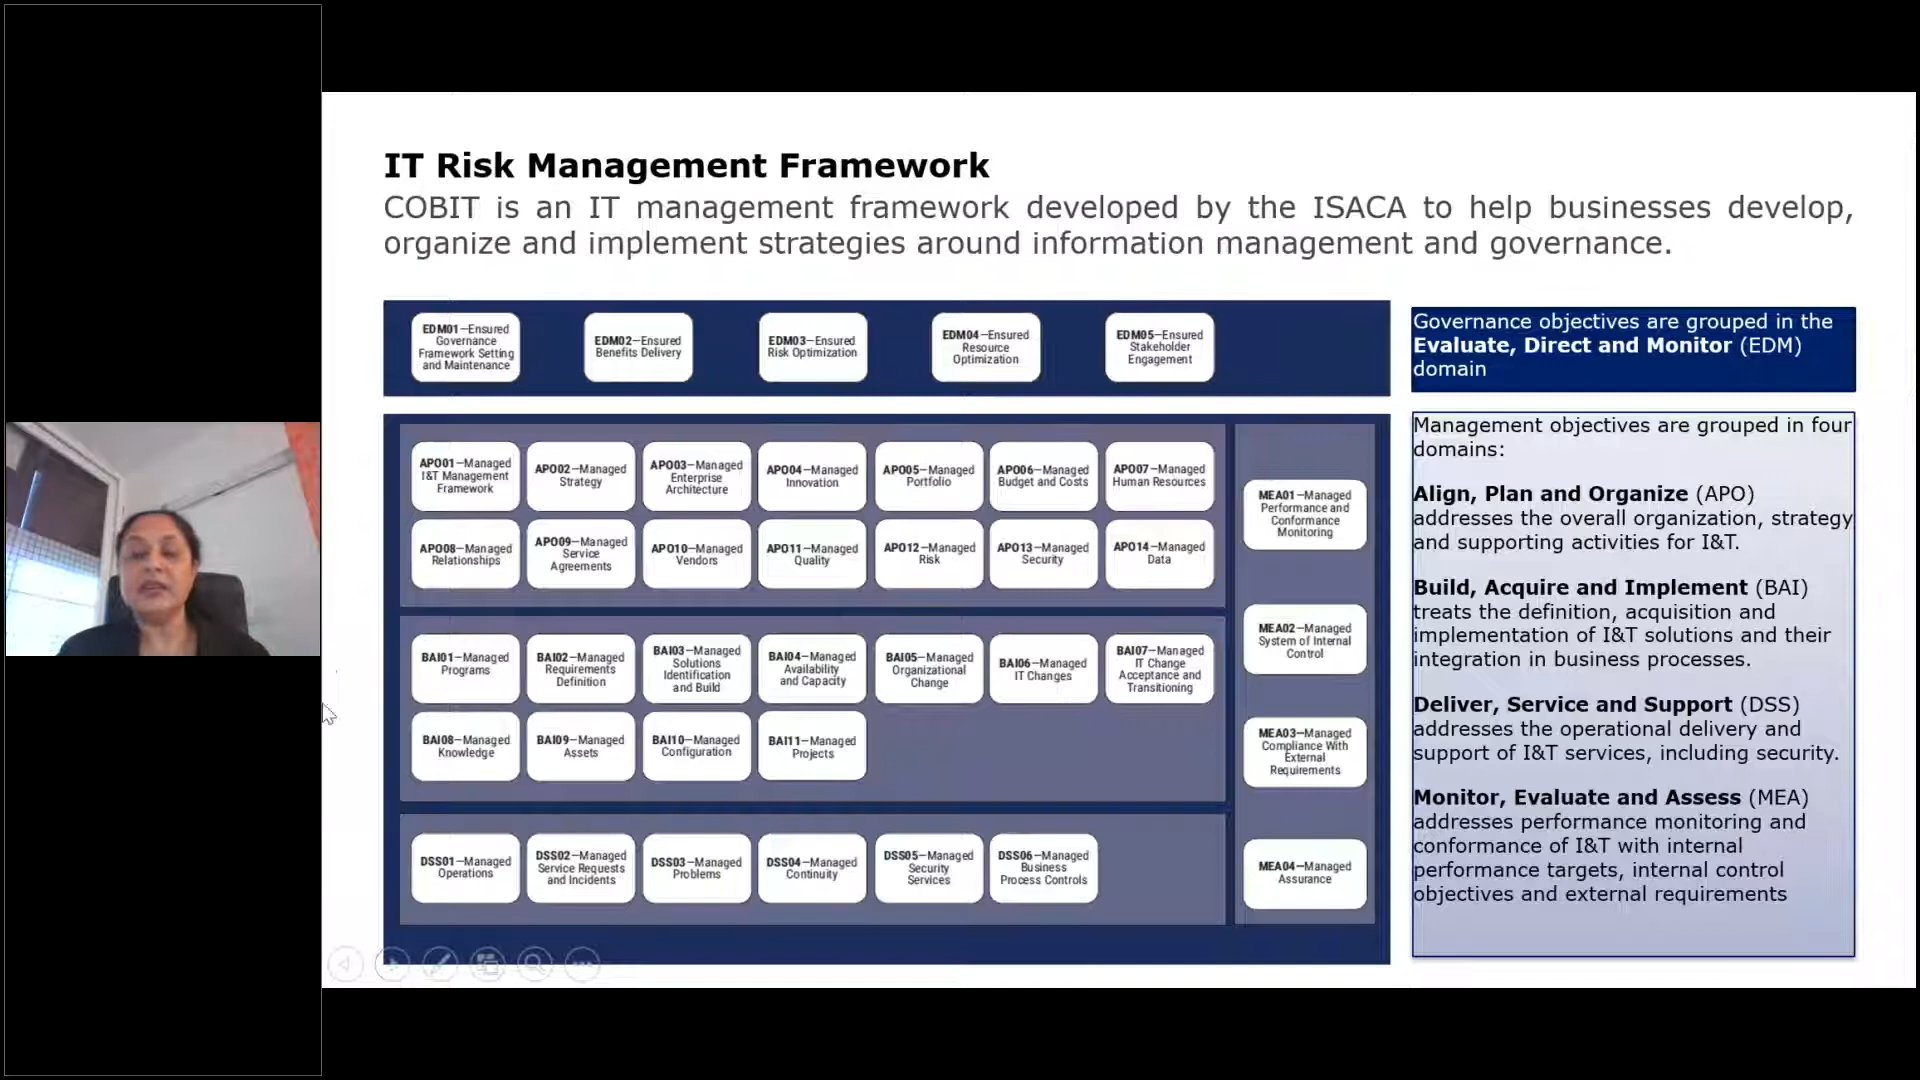 IT Risk Management Framework
COBIT is an IT management framework developed by the ISACA to help businesses develop,
organize and implement strategies around information management and governance.
EDM01—Ensured
Governance
Framework Setting
and Maintenance
EDM02—Ensured
Benefits Delivery
EDM03—Ensured
Risk Optimization
EDM04—Ensured
Resource
Optimization
EDM05—Ensured
Stakeholder
Engagement
Governance objectives are grouped in the
Evaluate, Direct and Monitor (EDM)
domain
APO01—Managed
I&T Management
Framework
APO02—Managed
Strategy
APO03—Managed
Enterprise
Architecture
APO04—Managed
Innovation
APO05—Managed
Portfolio
APO06—Managed
Budget and Costs
APO07—Managed
Human Resources
APO08—Managed
Relationships
APO09—Managed
Service
Agreements
APO10—Managed
Vendors
APO11—Managed
Quality
APO12—Managed
Risk
APO13—Managed
Security
APO14—Managed
Data
BAI01—Managed
Programs
BAI02—Managed
Requirements
Definition
BAI03—Managed
Solutions
Identification
and Build
BAI04—Managed
Availability
and Capacity
BAI05—Managed
Organizational
Change
BAI06—Managed
IT Changes
BAI07—Managed
IT Change
Acceptance and
Transitioning
BAI08—Managed
Knowledge
BAI09—Managed
Assets
BAI10—Managed
Configuration
BAI11—Managed
Projects
DSS01—Managed
Operations
DSS02—Managed
Service Requests
and Incidents
DSS03—Managed
Problems
DSS04—Managed
Continuity
DSS05—Managed
Security
Services
DSS06—Managed
Business
Process Controls
MEA01—Managed
Performance and
Conformance
Monitoring
MEA02—Managed
System of Internal
Control
MEA03—Managed
Compliance With
External
Requirements
MEA04—Managed
Assurance
Management objectives are grouped in four
domains:
Align, Plan and Organize (APO)
addresses the overall organization, strategy
and supporting activities for I&T.
Build, Acquire and Implement (BAI)
treats the definition, acquisition and
implementation of I&T solutions and their
integration in business processes.
Deliver, Service and Support (DSS)
addresses the operational delivery and
support of I&T services, including security.
Monitor, Evaluate and Assess (MEA)
addresses performance monitoring and
conformance of I&T with internal
performance targets, internal control
objectives and external requirements